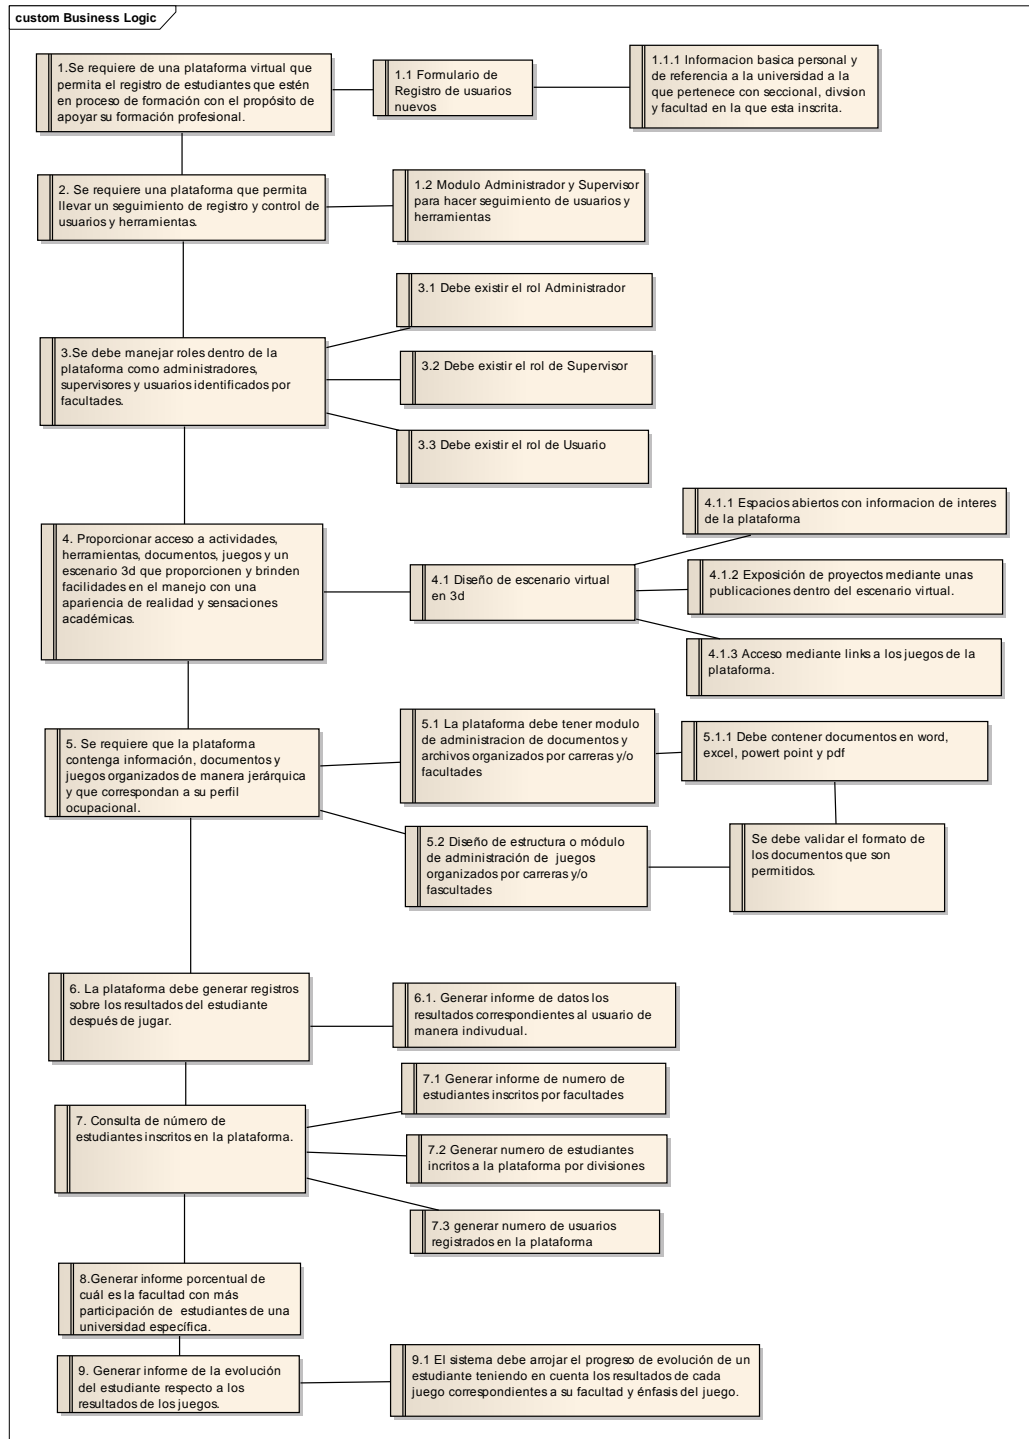 custom Business Logic
1.Se requiere de una plataforma virtual que
permita el registro de estudiantes que estén
en proceso de formación con el propósito de
apoyar su formación profesional.
1.1 Formulario de
Registro de usuarios
nuevos
1.1.1 Informacion basica personal y
de referencia a la universidad a la
que pertenece con seccional, divsion
y facultad en la que esta inscrita.
2. Se requiere una plataforma que permita
llevar un seguimiento de registro y control de
usuarios y herramientas.
1.2 Modulo Administrador y Supervisor
para hacer seguimiento de usuarios y
herramientas
3.1 Debe existir el rol Administrador
3.Se debe manejar roles dentro de la
plataforma como administradores,
supervisores y usuarios identificados por
facultades.
3.2 Debe existir el rol de Supervisor
3.3 Debe existir el rol de Usuario
4. Proporcionar acceso a actividades,
herramientas, documentos, juegos y un
escenario 3d que proporcionen y brinden
facilidades en el manejo con una
apariencia de realidad y sensaciones
académicas.
4.1 Diseño de escenario virtual
en 3d
4.1.1 Espacios abiertos con informacion de interes
de la plataforma
4.1.2 Exposición de proyectos mediante unas
publicaciones dentro del escenario virtual.
4.1.3 Acceso mediante links a los juegos de la
plataforma.
5. Se requiere que la plataforma
contenga información, documentos y
juegos organizados de manera jerárquica
y que correspondan a su perfil
ocupacional.
5.1 La plataforma debe tener modulo
de administracion de documentos y
archivos organizados por carreras y/o
facultades
5.1.1 Debe contener documentos en word,
excel, powert point y pdf
5.2 Diseño de estructura o módulo
de administración de juegos
organizados por carreras y/o
fascultades
Se debe validar el formato de
los documentos que son
permitidos.
6. La plataforma debe generar registros
sobre los resultados del estudiante
después de jugar.
6.1. Generar informe de datos los
resultados correspondientes al usuario de
manera indivudual.
7. Consulta de número de
estudiantes inscritos en la plataforma.
7.1 Generar informe de numero de
estudiantes inscritos por facultades
7.2 Generar numero de estudiantes
incritos a la plataforma por divisiones
7.3 generar numero de usuarios
registrados en la plataforma
8.Generar informe porcentual de
cuál es la facultad con más
participación de estudiantes de una
universidad específica.
9. Generar informe de la evolución
del estudiante respecto a los
resultados de los juegos.
9.1 El sistema debe arrojar el progreso de evolución de un
estudiante teniendo en cuenta los resultados de cada
juego correspondientes a su facultad y énfasis del juego.